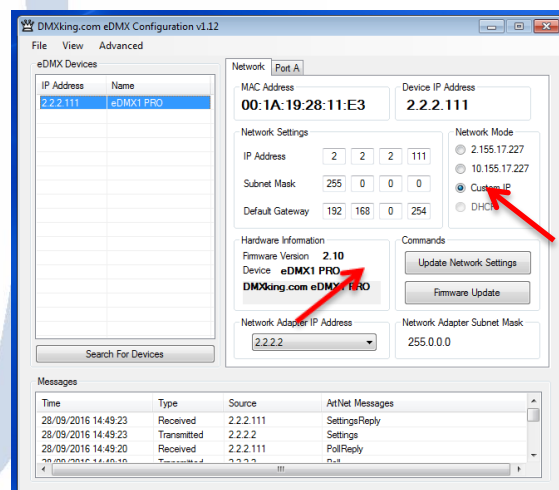 DMXking.com eDMX Configuration v1.12
File View Advanced
eDMX Devices
IP Address Name
2.2.2.111 eDMX1 PRO
Search For Devices
Network Port A
MAC Address
00:1A:19:28:11:E3
Device IP Address
2.2.2.111
Network Settings
IP Address 2 2 2 111
Subnet Mask 255 0 0 0
Default Gateway 192 168 0 254
Network Mode
2.155.17.227
10.155.17.227
Custom IP
DHCP
Hardware Information
Firmware Version 2.10
Device eDMX1 PRO
DMXking.com eDMX1 PRO
Commands
Update Network Settings
Firmware Update
Network Adapter IP Address
2.2.2.2
Network Adapter Subnet Mask
255.0.0.0
Messages
Time Type Source ArtNet Messages
28/09/2016 14:49:23 Received 2.2.2.111 SettingsReply
28/09/2016 14:49:23 Transmitted 2.2.2.2 Settings
28/09/2016 14:49:20 Received 2.2.2.111 PollReply